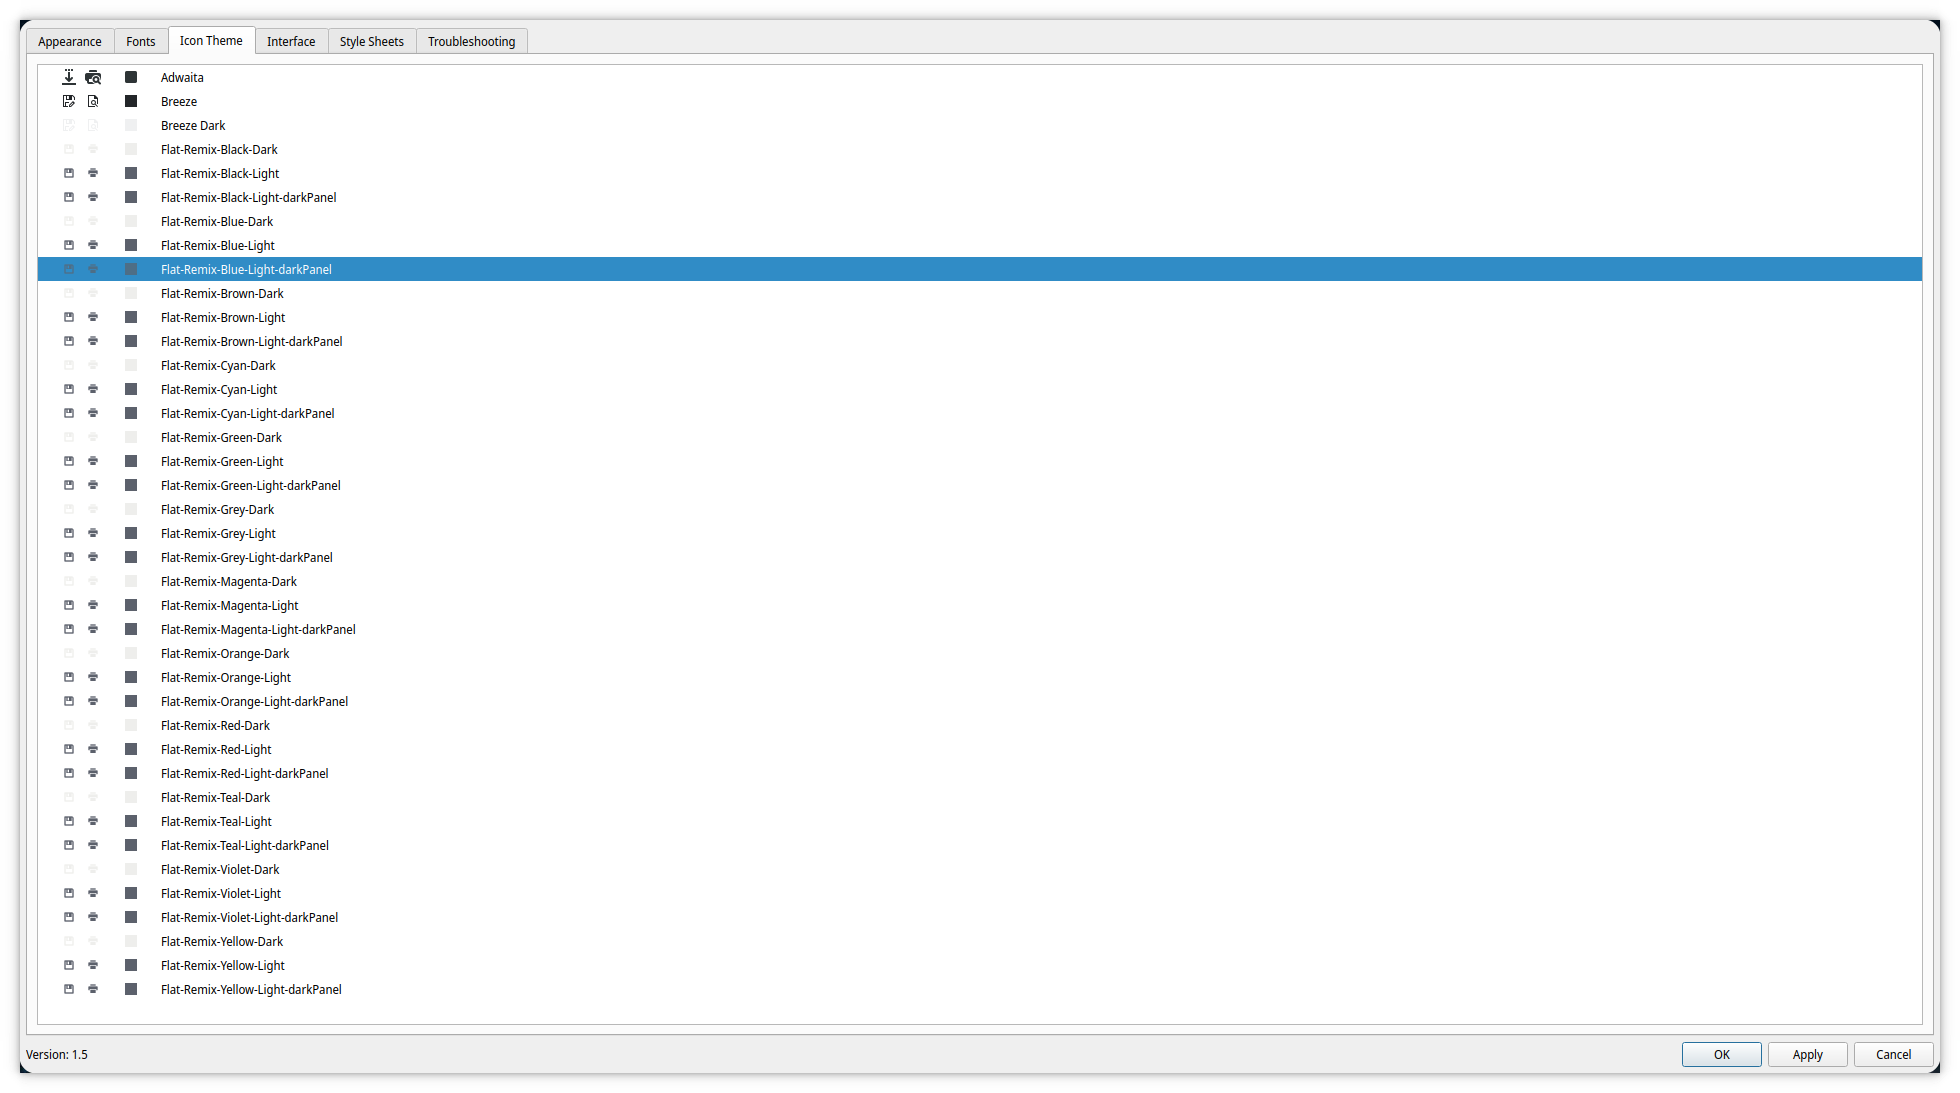 Appearance Fonts Icon Theme Interface Style Sheets Troubleshooting
Adwaita
Breeze
Breeze Dark
Flat-Remix-Black-Dark
Flat-Remix-Black-Light
Flat-Remix-Black-Light-darkPanel
Flat-Remix-Blue-Dark
Flat-Remix-Blue-Light
Flat-Remix-Blue-Light-darkPanel
Flat-Remix-Brown-Dark
Flat-Remix-Brown-Light
Flat-Remix-Brown-Light-darkPanel
Flat-Remix-Cyan-Dark
Flat-Remix-Cyan-Light
Flat-Remix-Cyan-Light-darkPanel
Flat-Remix-Green-Dark
Flat-Remix-Green-Light
Flat-Remix-Green-Light-darkPanel
Flat-Remix-Grey-Dark
Flat-Remix-Grey-Light
Flat-Remix-Grey-Light-darkPanel
Flat-Remix-Magenta-Dark
Flat-Remix-Magenta-Light
Flat-Remix-Magenta-Light-darkPanel
Flat-Remix-Orange-Dark
Flat-Remix-Orange-Light
Flat-Remix-Orange-Light-darkPanel
Flat-Remix-Red-Dark
Flat-Remix-Red-Light
Flat-Remix-Red-Light-darkPanel
Flat-Remix-Teal-Dark
Flat-Remix-Teal-Light
Flat-Remix-Teal-Light-darkPanel
Flat-Remix-Violet-Dark
Flat-Remix-Violet-Light
Flat-Remix-Violet-Light-darkPanel
Flat-Remix-Yellow-Dark
Flat-Remix-Yellow-Light
Flat-Remix-Yellow-Light-darkPanel
Version: 1.5 OK Apply Cancel